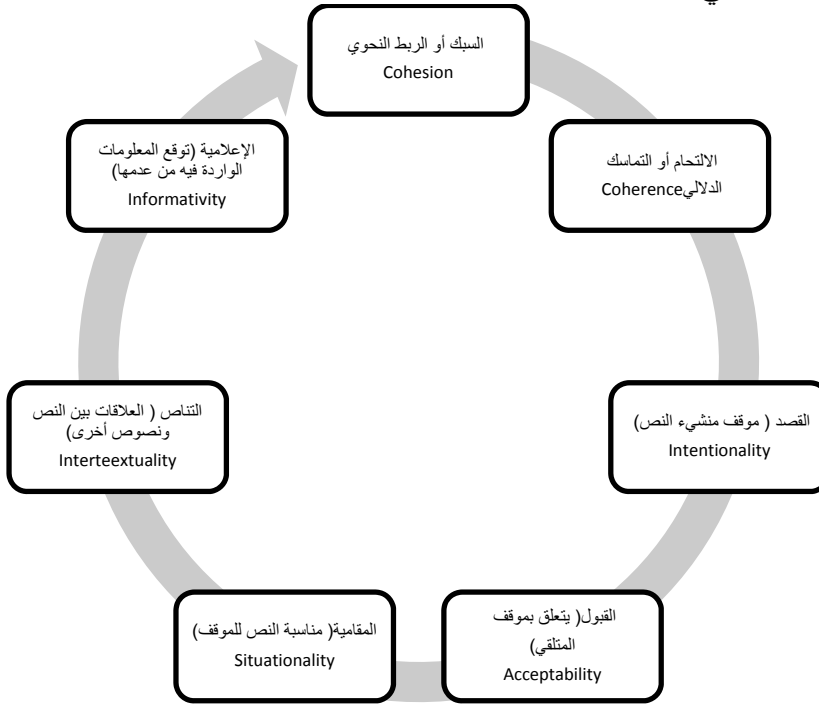 السبك أو الربط النحوي
Cohesion
الالتحام أو التماسك
الدلاليCoherence
القصد ( موقف منشيء النص)
Intentionality
القبول( يتعلق بموقف
المتلقي)
Acceptability
المقامية( مناسبة النص للموقف)
Situationality
التناص ( العلاقات بين النص
ونصوص أخرى)
Interteextuality
الإعلامية (توقع المعلومات
الواردة فيه من عدمها)
Informativity